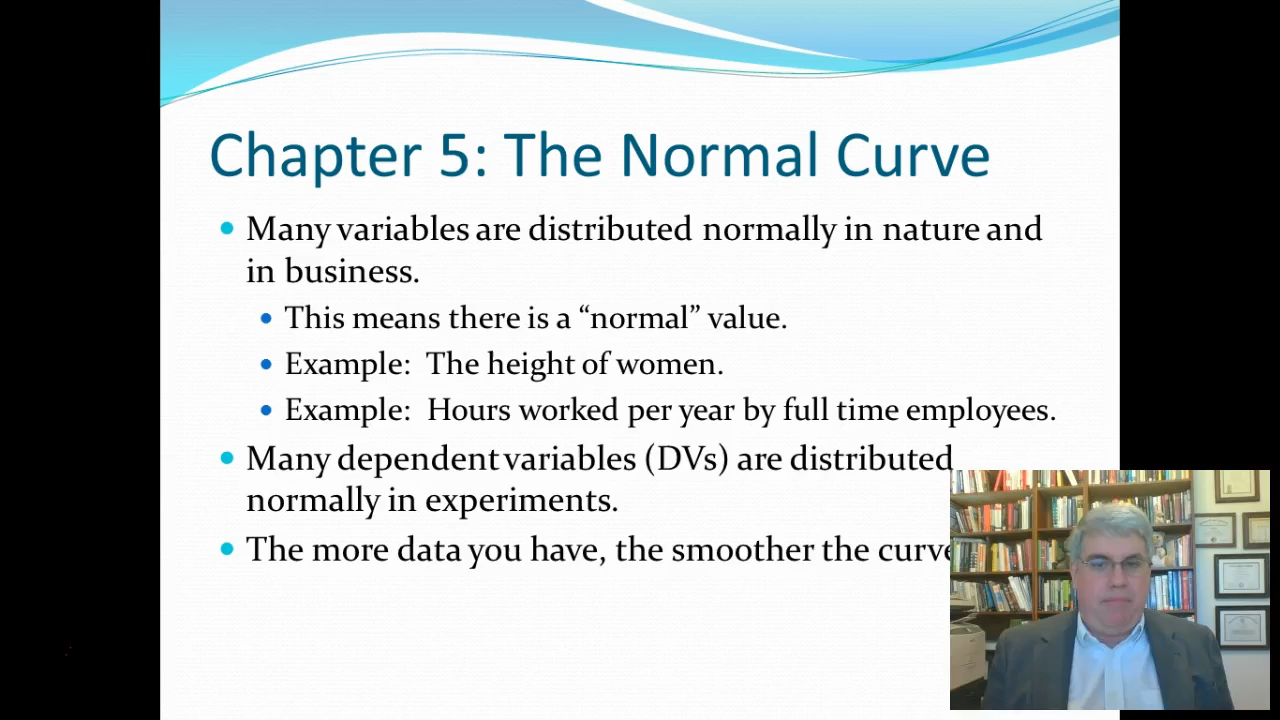 Chapter 5: The Normal Curve
Many variables are distributed normally in nature and
in business.
This means there is a “normal” value.
Example: The height of women.
Example: Hours worked per year by full time employees.
Many dependent variables (DVs) are distributed
normally in experiments.
The more data you have, the smoother the curve